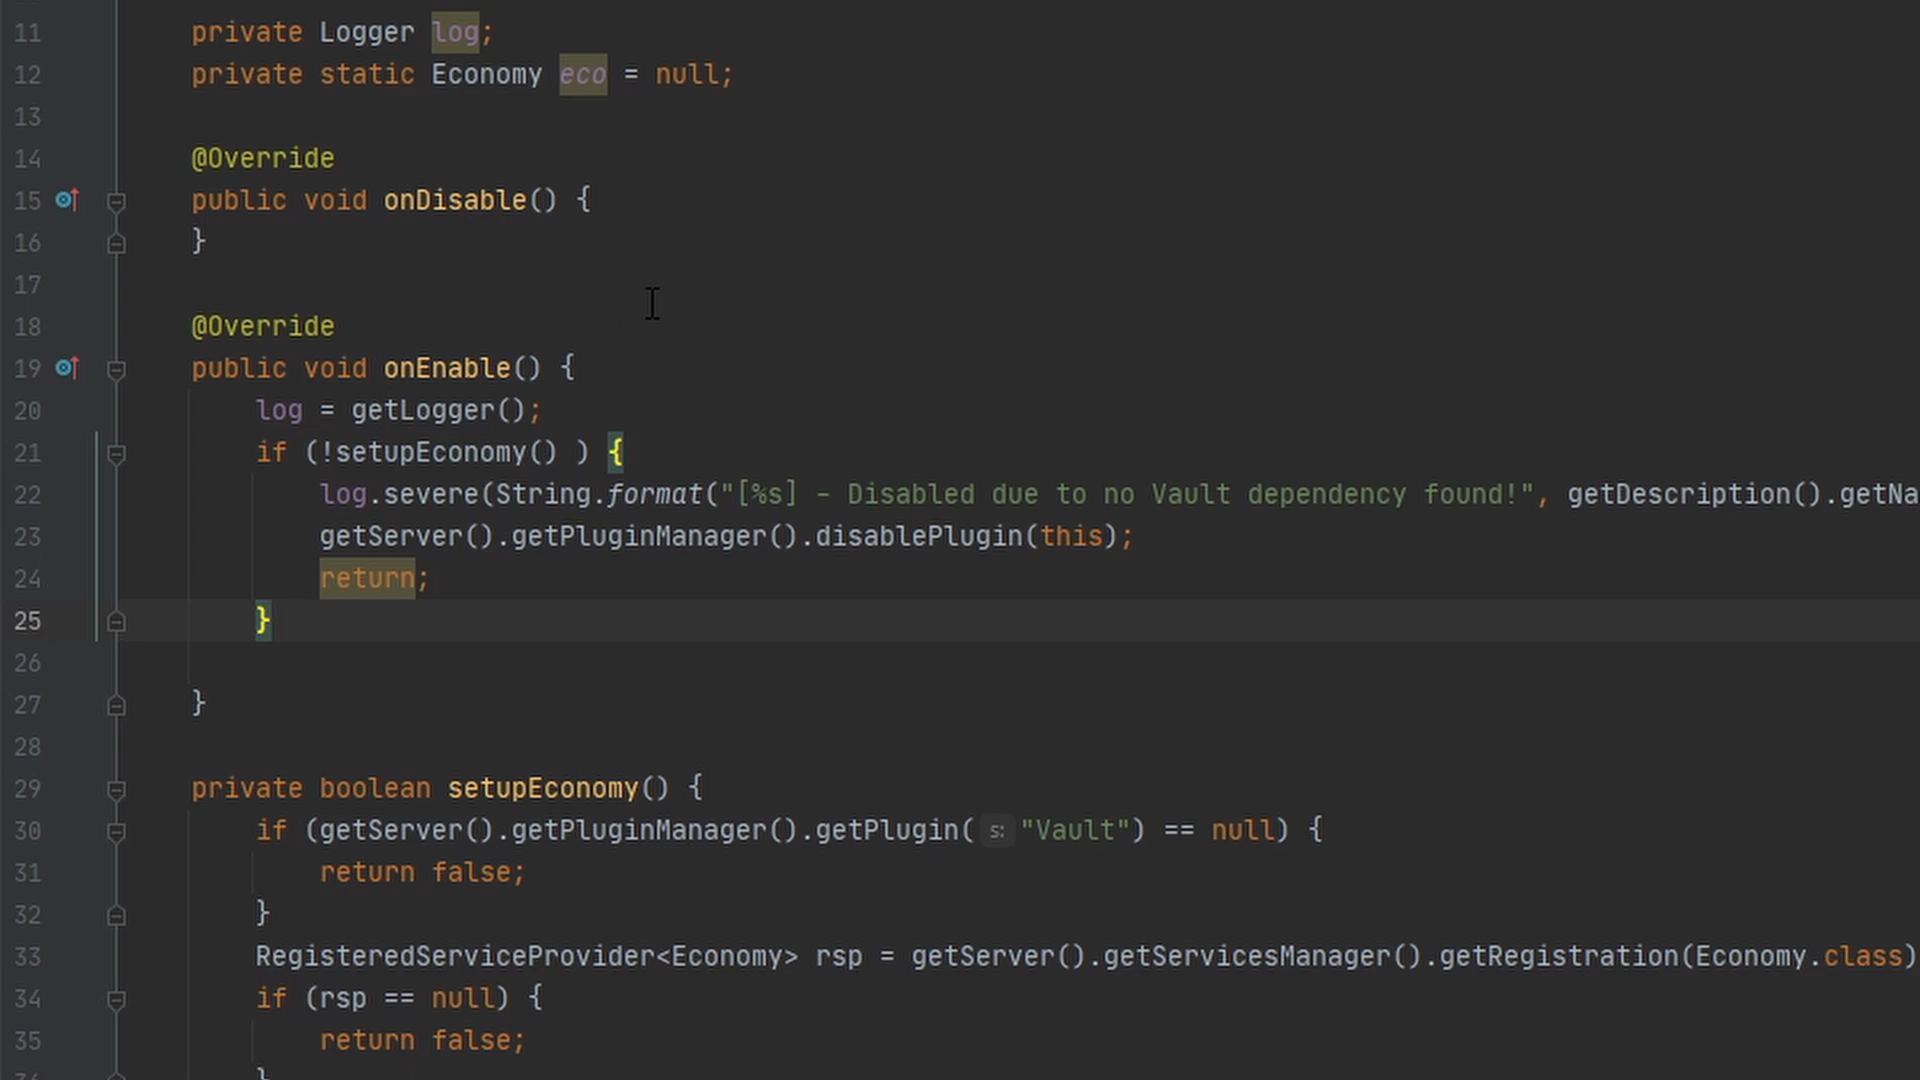 11 private Logger log;
12 private static Economy eco = null;
13
14 @Override
15 public void onDisable() {
16 }
17
18 @Override
19 public void onEnable() {
20 log = getLogger();
21 if (!setupEconomy() ) {
22 log.severe(String.format("[%s] - Disabled due to no Vault dependency found!", getDescription().getNa
23 getServer().getPluginManager().disablePlugin(this);
24 return;
25 }
26
27 }
28
29 private boolean setupEconomy() {
30 if (getServer().getPluginManager().getPlugin( s: "Vault") == null) {
31 return false;
32 }
33 RegisteredServiceProvider<Economy> rsp = getServer().getServicesManager().getRegistration(Economy.class)
34 if (rsp == null) {
35 return false;
}